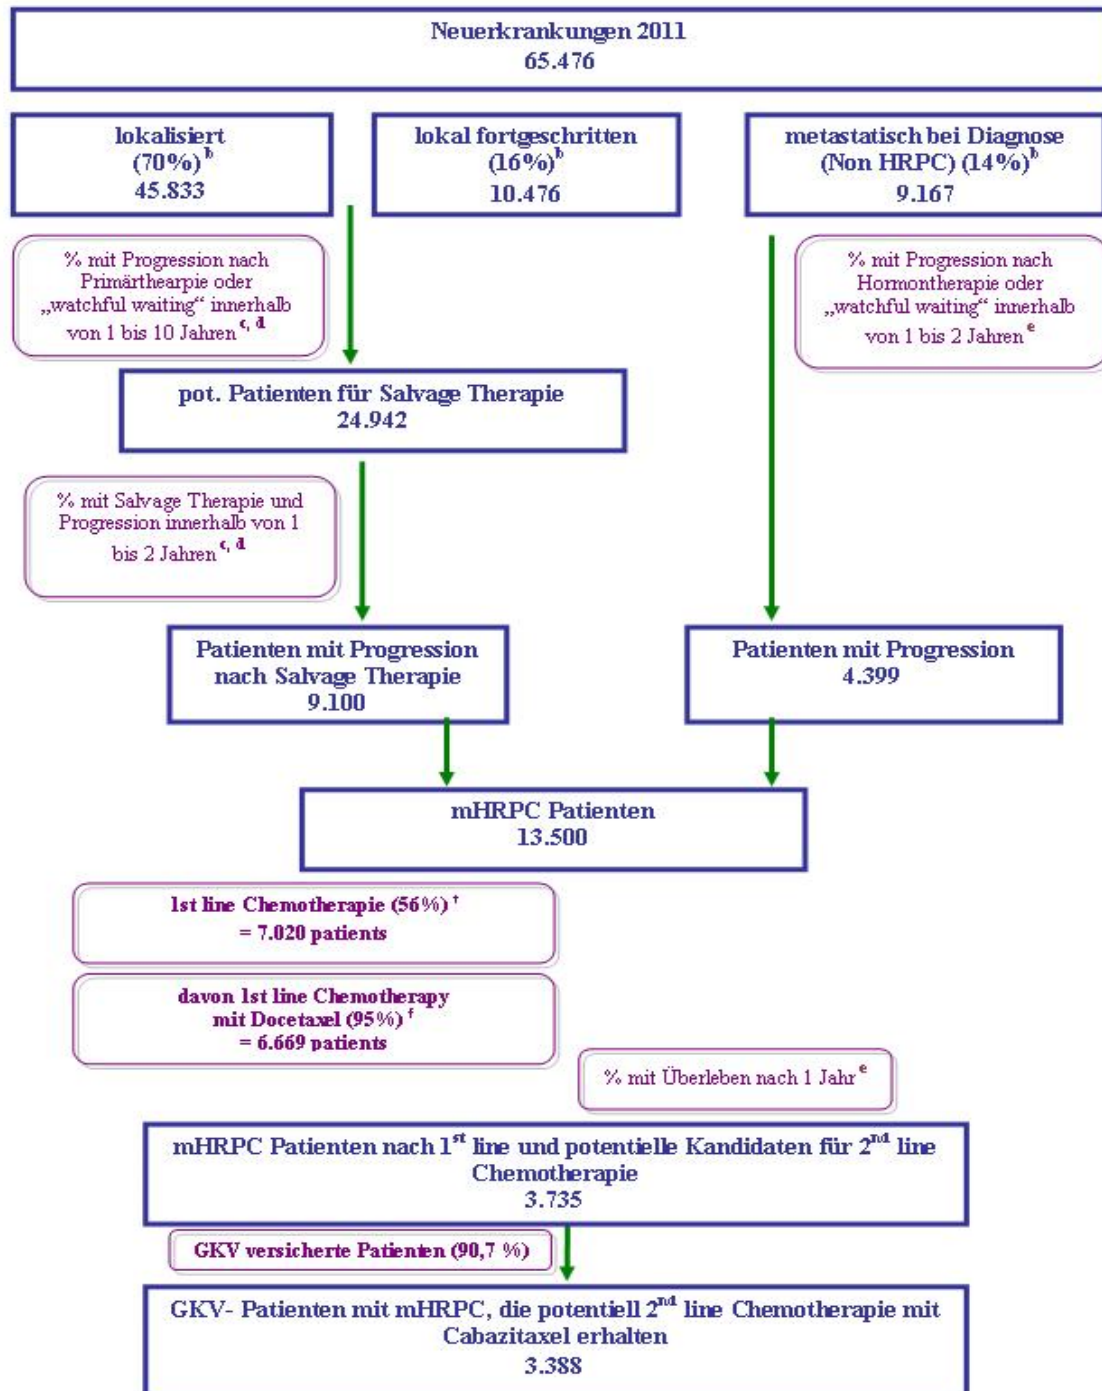 Neuerkrankungen 2011
65.476
lokalisiert
(70%) b
45.833
lokal fortgeschritten
(16%) b
10.476
metastatisch bei Diagnose
(Non HRPC) (14%) b
9.167
% mit Progression nach
Primärthearpie oder
„watchful waiting“ innerhalb
von 1 bis 10 Jahren c, d
% mit Progression nach
Hormontherapie oder
„watchful waiting“ innerhalb
von 1 bis 2 Jahren e
pot. Patienten für Salvage Therapie
24.942
% mit Salvage Therapie und
Progression innerhalb von 1
bis 2 Jahren c, d
Patienten mit Progression
nach Salvage Therapie
9.100
Patienten mit Progression
4.399
mHRPC Patienten
13.500
1st line Chemotherapie (56%) f
= 7.020 patients
davon 1st line Chemotherapy
mit Docetaxel (95%) f
= 6.669 patients
% mit Überleben nach 1 Jahr e
mHRPC Patienten nach 1st line und potentielle Kandidaten für 2nd line
Chemotherapie
3.735
GKV versicherte Patienten (90,7 %)
GKV- Patienten mit mHRPC, die potentiell 2nd line Chemotherapie mit
Cabazitaxel erhalten
3.388